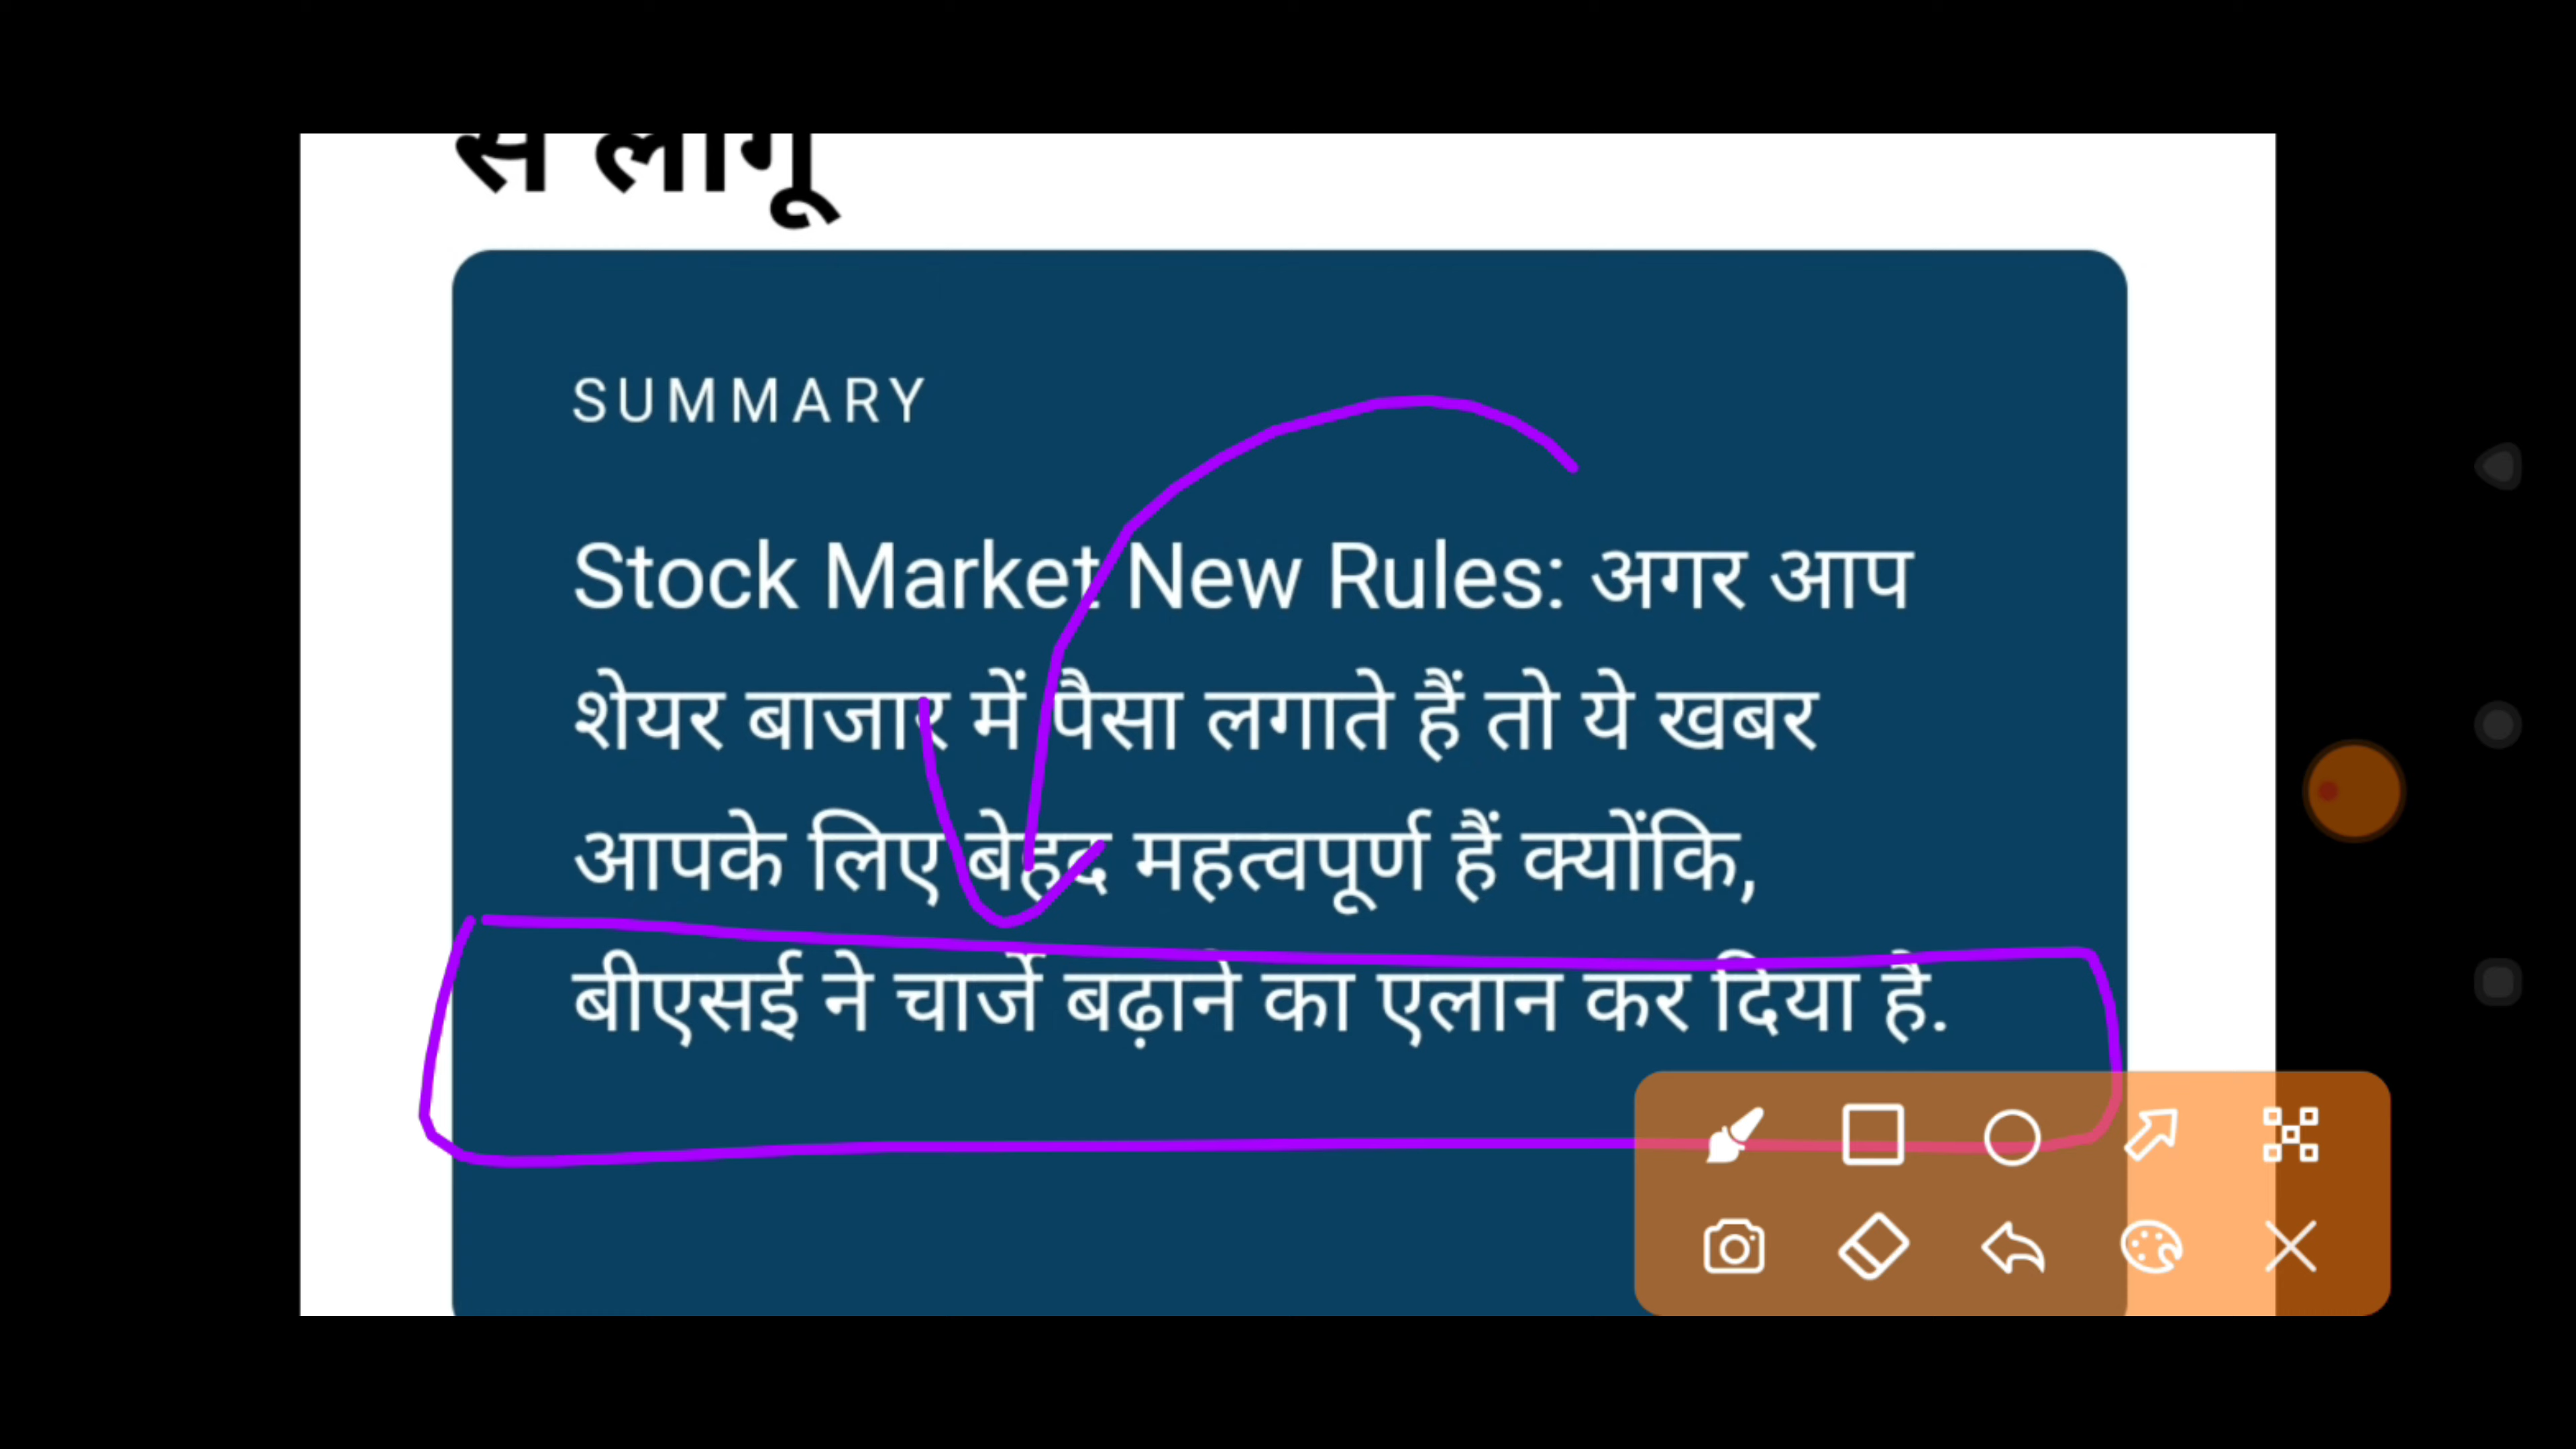 से लागू
SUMMARY
Stock Market New Rules: अगर आप
शेयर बाजार में पैसा लगाते हैं तो ये खबर
आपके लिए बेहद महत्वपूर्ण हैं क्योंकि,
बीएसई ने चार्ज बढ़ाने का एलान कर दिया है.